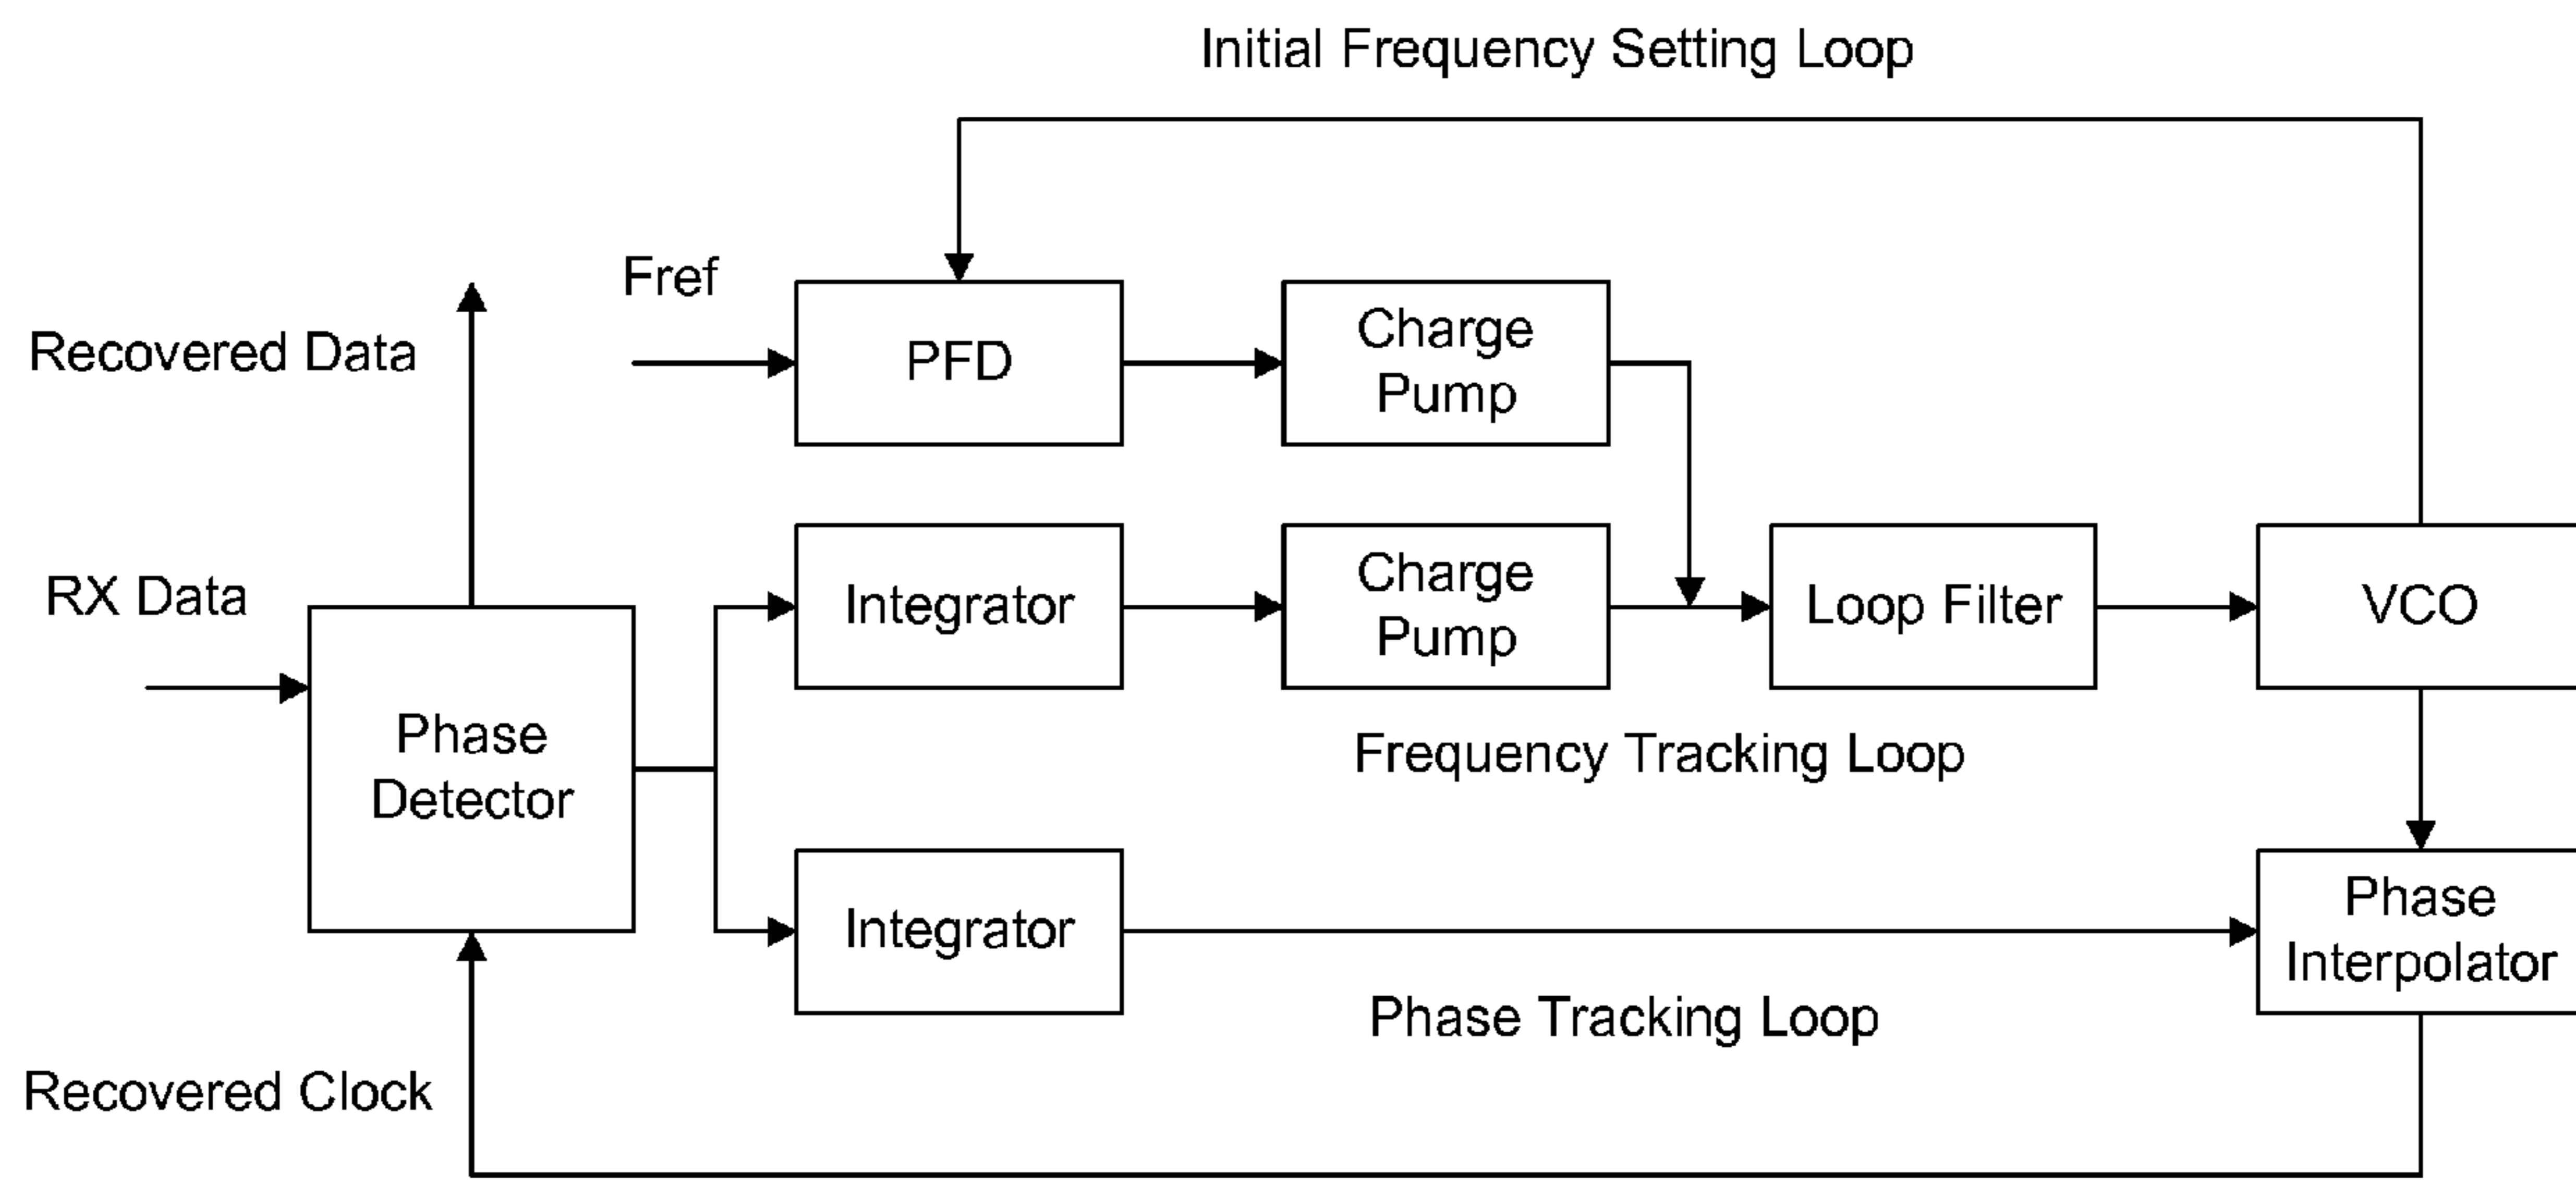 Initial Frequency Setting Loop
Fref
Recovered Data
PFD
Charge
Pump
RX Data
Integrator
Charge
Pump
Loop Filter
VCO
Phase
Detector
Frequency Tracking Loop
Integrator
Phase
Interpolator
Phase Tracking Loop
Recovered Clock